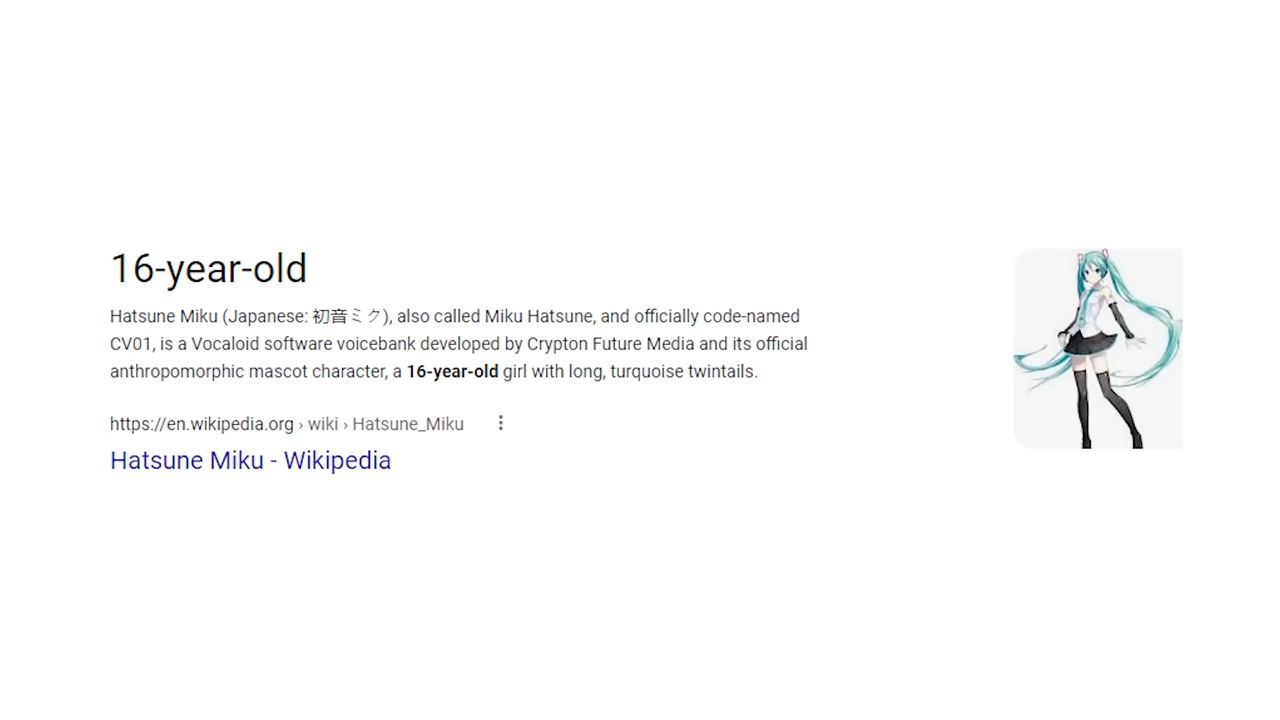 16-year-old
Hatsune Miku (Japanese: 初音ミク), also called Miku Hatsune, and officially code-named
CV01, is a Vocaloid software voicebank developed by Crypton Future Media and its official
anthropomorphic mascot character, a 16-year-old girl with long, turquoise twintails.
https://en.wikipedia.org › wiki › Hatsune_Miku
Hatsune Miku - Wikipedia